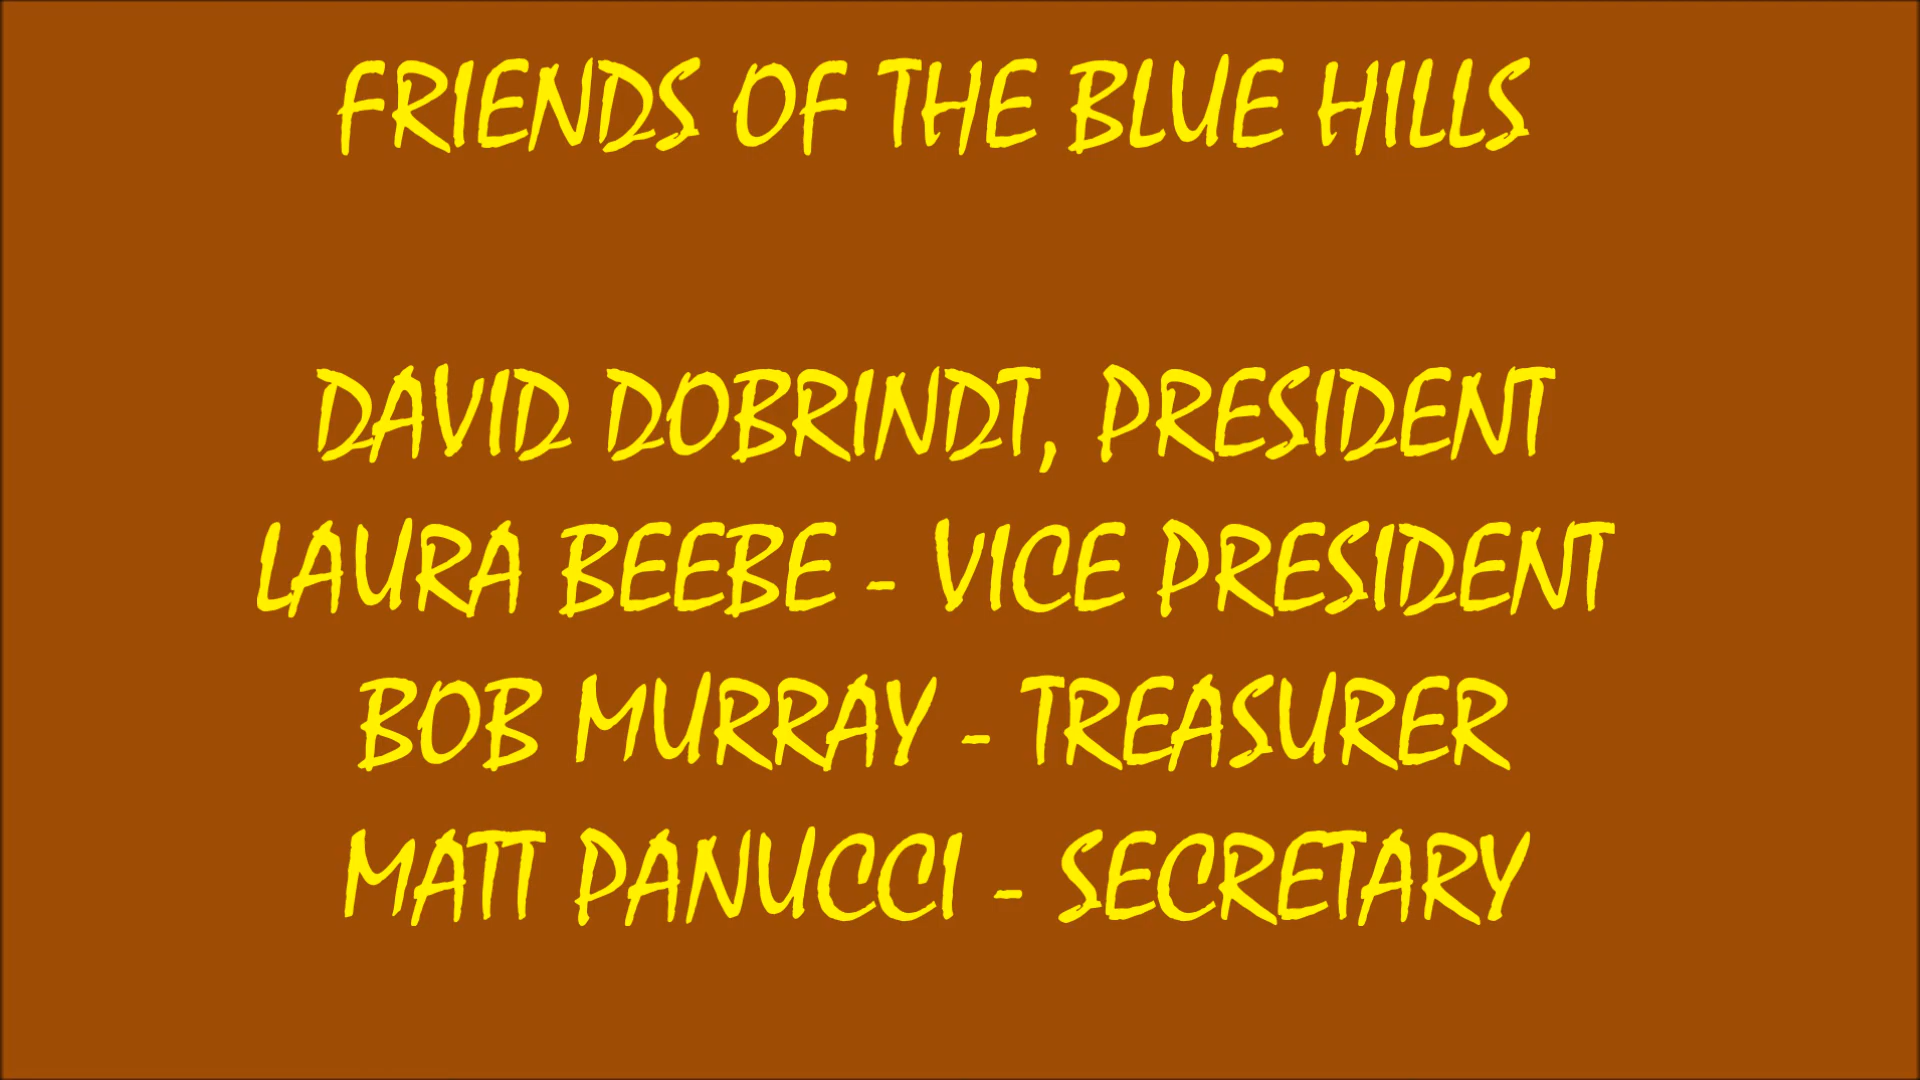 FRIENDS OF THE BLUE HILLS
DAVID DOBRINDT, PRESIDENT
LAURA BEEBE - VICE PRESIDENT
BOB MURRAY - TREASURER
MATT PANUCCI - SECRETARY